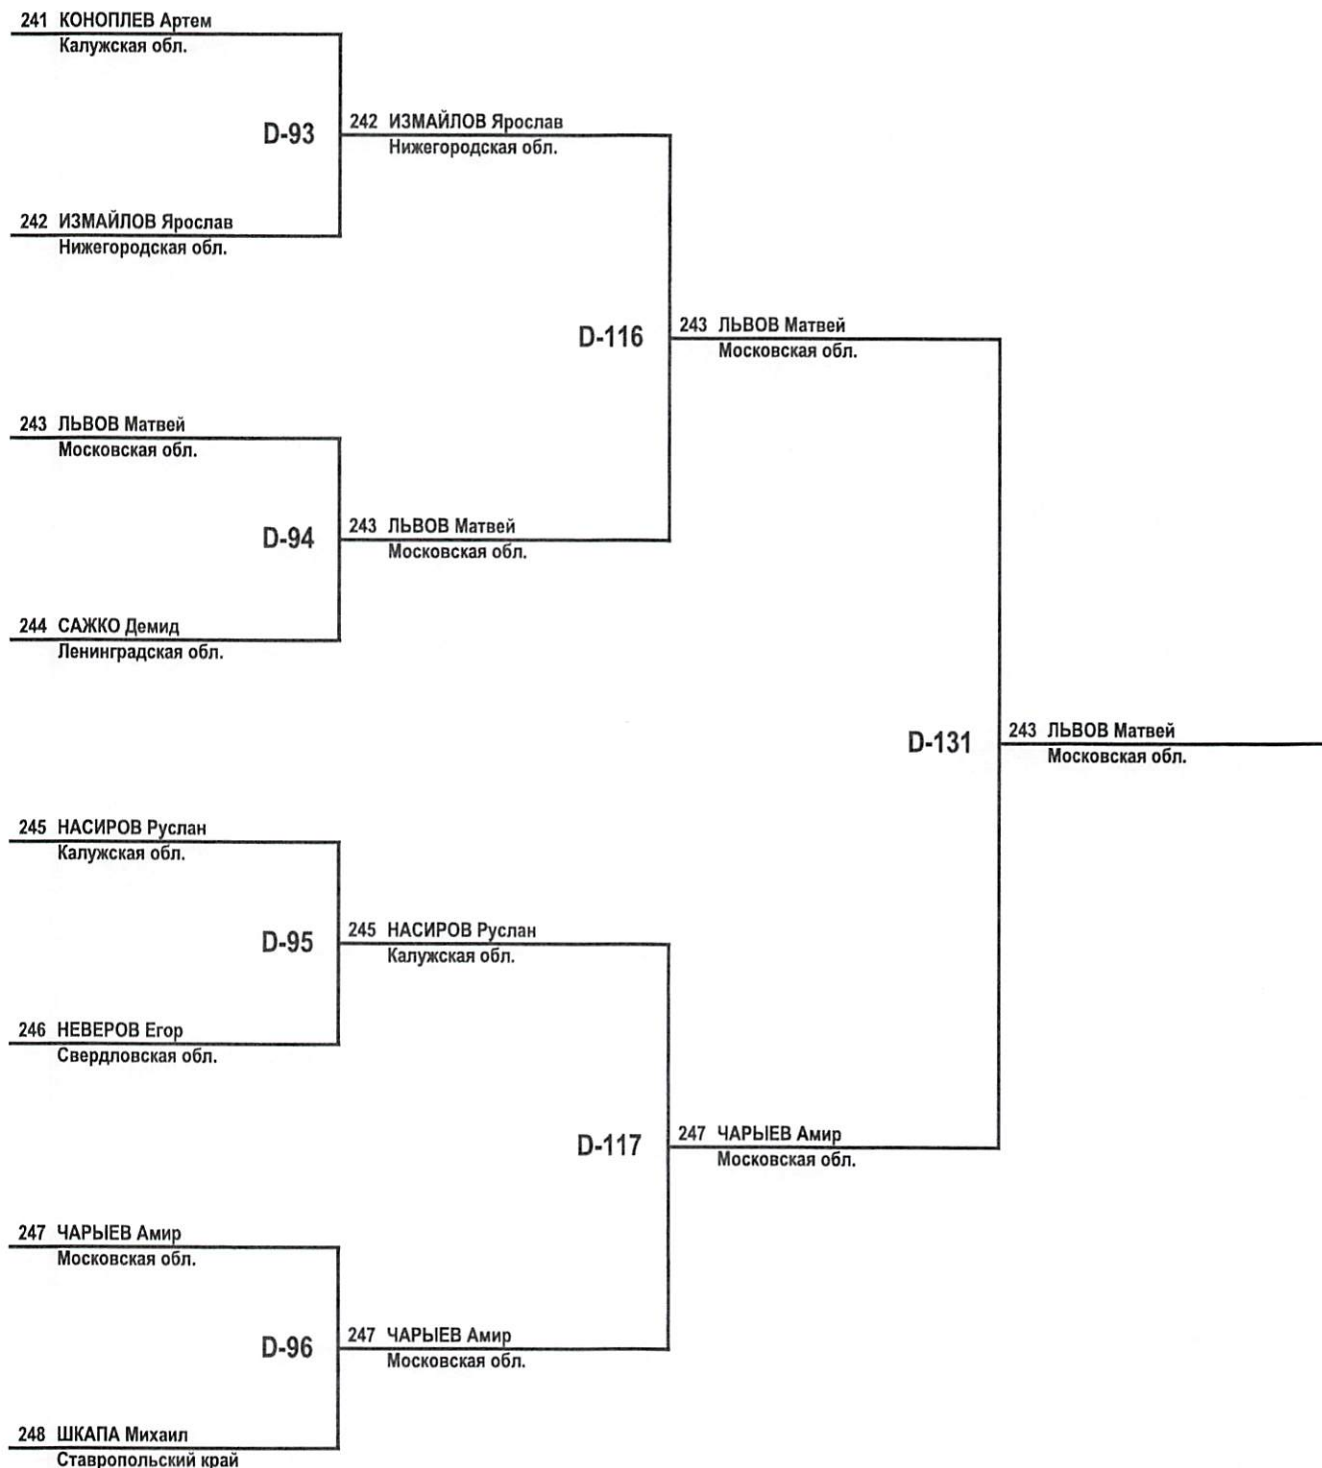 241 КОНОПЛЕВ Артем
Калужская обл.
D-93
242 ИЗМАЙЛОВ Ярослав
Нижегородская обл.
242 ИЗМАЙЛОВ Ярослав
Нижегородская обл.
D-116
243 ЛЬВОВ Матвей
Московская обл.
243 ЛЬВОВ Матвей
Московская обл.
D-94
243 ЛЬВОВ Матвей
Московская обл.
244 САЖКО Демид
Ленинградская обл.
D-131
243 ЛЬВОВ Матвей
Московская обл.
245 НАСИРОВ Руслан
Калужская обл.
D-95
245 НАСИРОВ Руслан
Калужская обл.
246 НЕВЕРОВ Егор
Свердловская обл.
D-117
247 ЧАРЫЕВ Амир
Московская обл.
247 ЧАРЫЕВ Амир
Московская обл.
D-96
247 ЧАРЫЕВ Амир
Московская обл.
248 ШКАПА Михаил
Ставропольский край